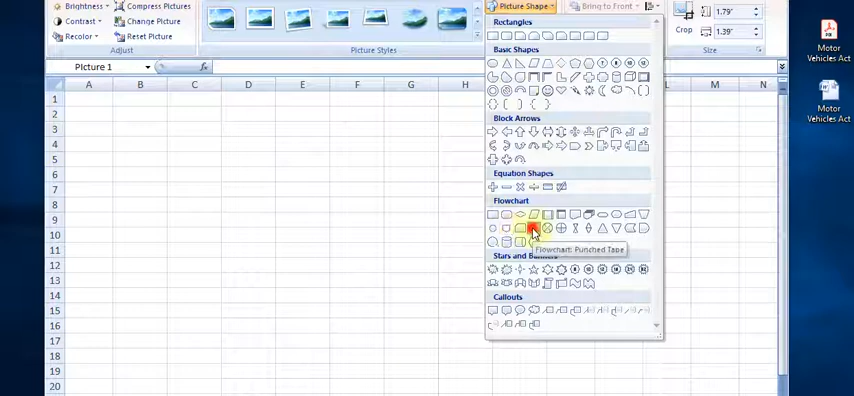 Brightness
Compress Pictures
Contrast
Change Picture
Recolor
Reset Picture
Adjust
Picture Styles
Picture Shape
Bring to Front
Crop
1.79"
1.39"
Size
Picture 1
fx
A B C D E F G H L M N
1
2
3
4
5
6
7
8
9
10
11
12
13
14
15
16
17
18
19
20
Rectangles
Basic Shapes
Block Arrows
Equation Shapes
Flowchart
Flowchart: Punched Tape
Stars and Banners
Callouts
Motor
Vehicles Act
Motor
Vehicles Act